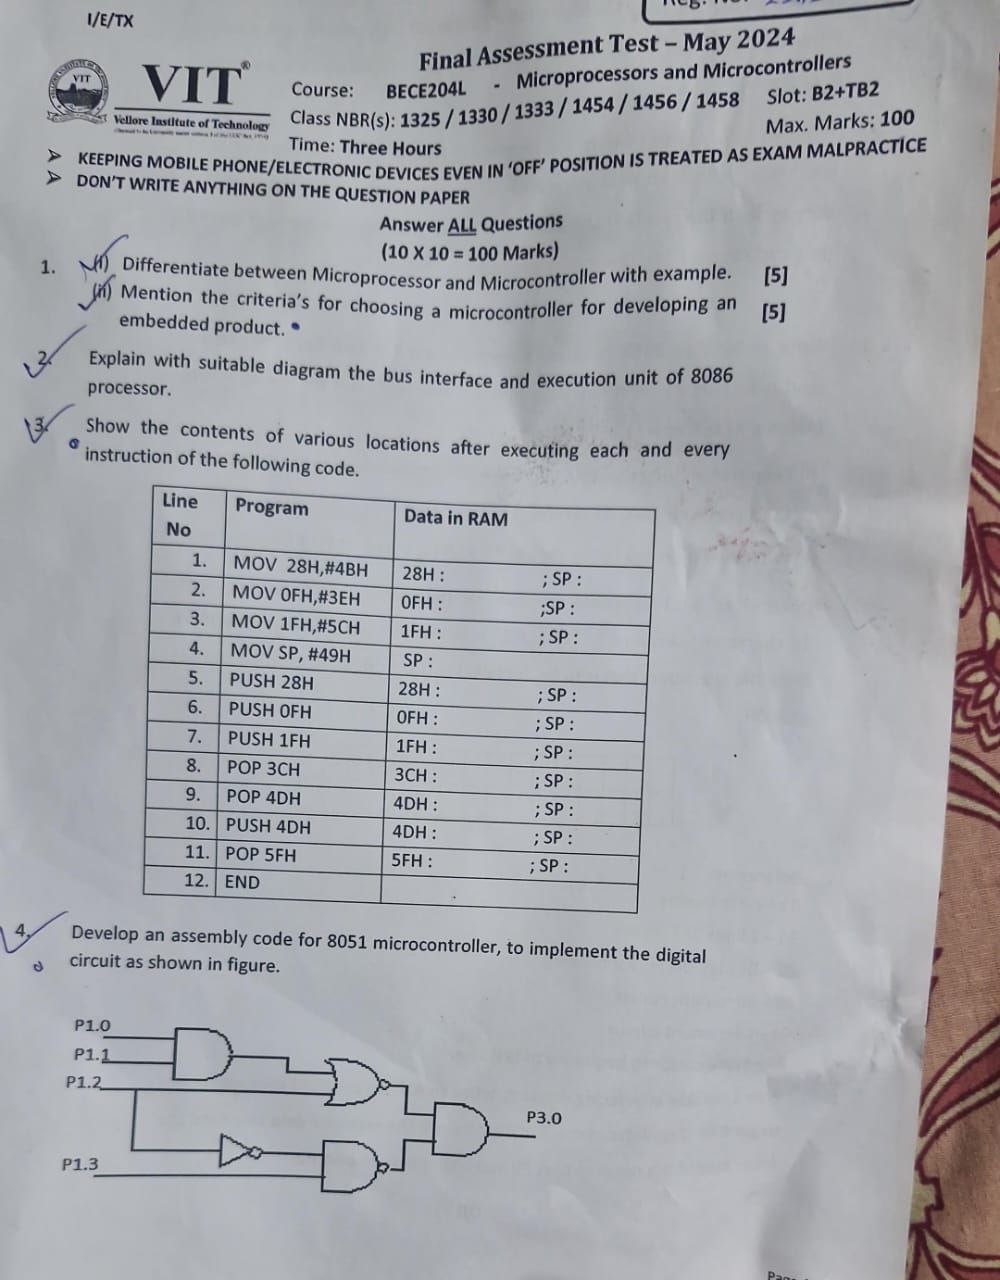 I/E/TX
Final Assessment Test – May 2024
VIT®
Vellore Institute of Technology
Course: BECE204L - Microprocessors and Microcontrollers
Class NBR(s): 1325 / 1330 / 1333 / 1454 / 1456 / 1458 Slot: B2+TB2
Time: Three Hours Max. Marks: 100
➢ KEEPING MOBILE PHONE/ELECTRONIC DEVICES EVEN IN ‘OFF’ POSITION IS TREATED AS EXAM MALPRACTICE
➢ DON’T WRITE ANYTHING ON THE QUESTION PAPER
Answer ALL Questions
(10 X 10 = 100 Marks)
1. (i) Differentiate between Microprocessor and Microcontroller with example. [5]
(ii) Mention the criteria’s for choosing a microcontroller for developing an [5]
embedded product.
2. Explain with suitable diagram the bus interface and execution unit of 8086
processor.
3. Show the contents of various locations after executing each and every
instruction of the following code.
Line No Program Data in RAM
1. MOV 28H,#4BH 28H : ; SP :
2. MOV 0FH,#3EH 0FH : ;SP :
3. MOV 1FH,#5CH 1FH : ; SP :
4. MOV SP, #49H SP :
5. PUSH 28H 28H : ; SP :
6. PUSH 0FH 0FH : ; SP :
7. PUSH 1FH 1FH : ; SP :
8. POP 3CH 3CH : ; SP :
9. POP 4DH 4DH : ; SP :
10. PUSH 4DH 4DH : ; SP :
11. POP 5FH 5FH : ; SP :
12. END
4. Develop an assembly code for 8051 microcontroller, to implement the digital
circuit as shown in figure.
P1.0
P1.1
P1.2
P3.0
P1.3